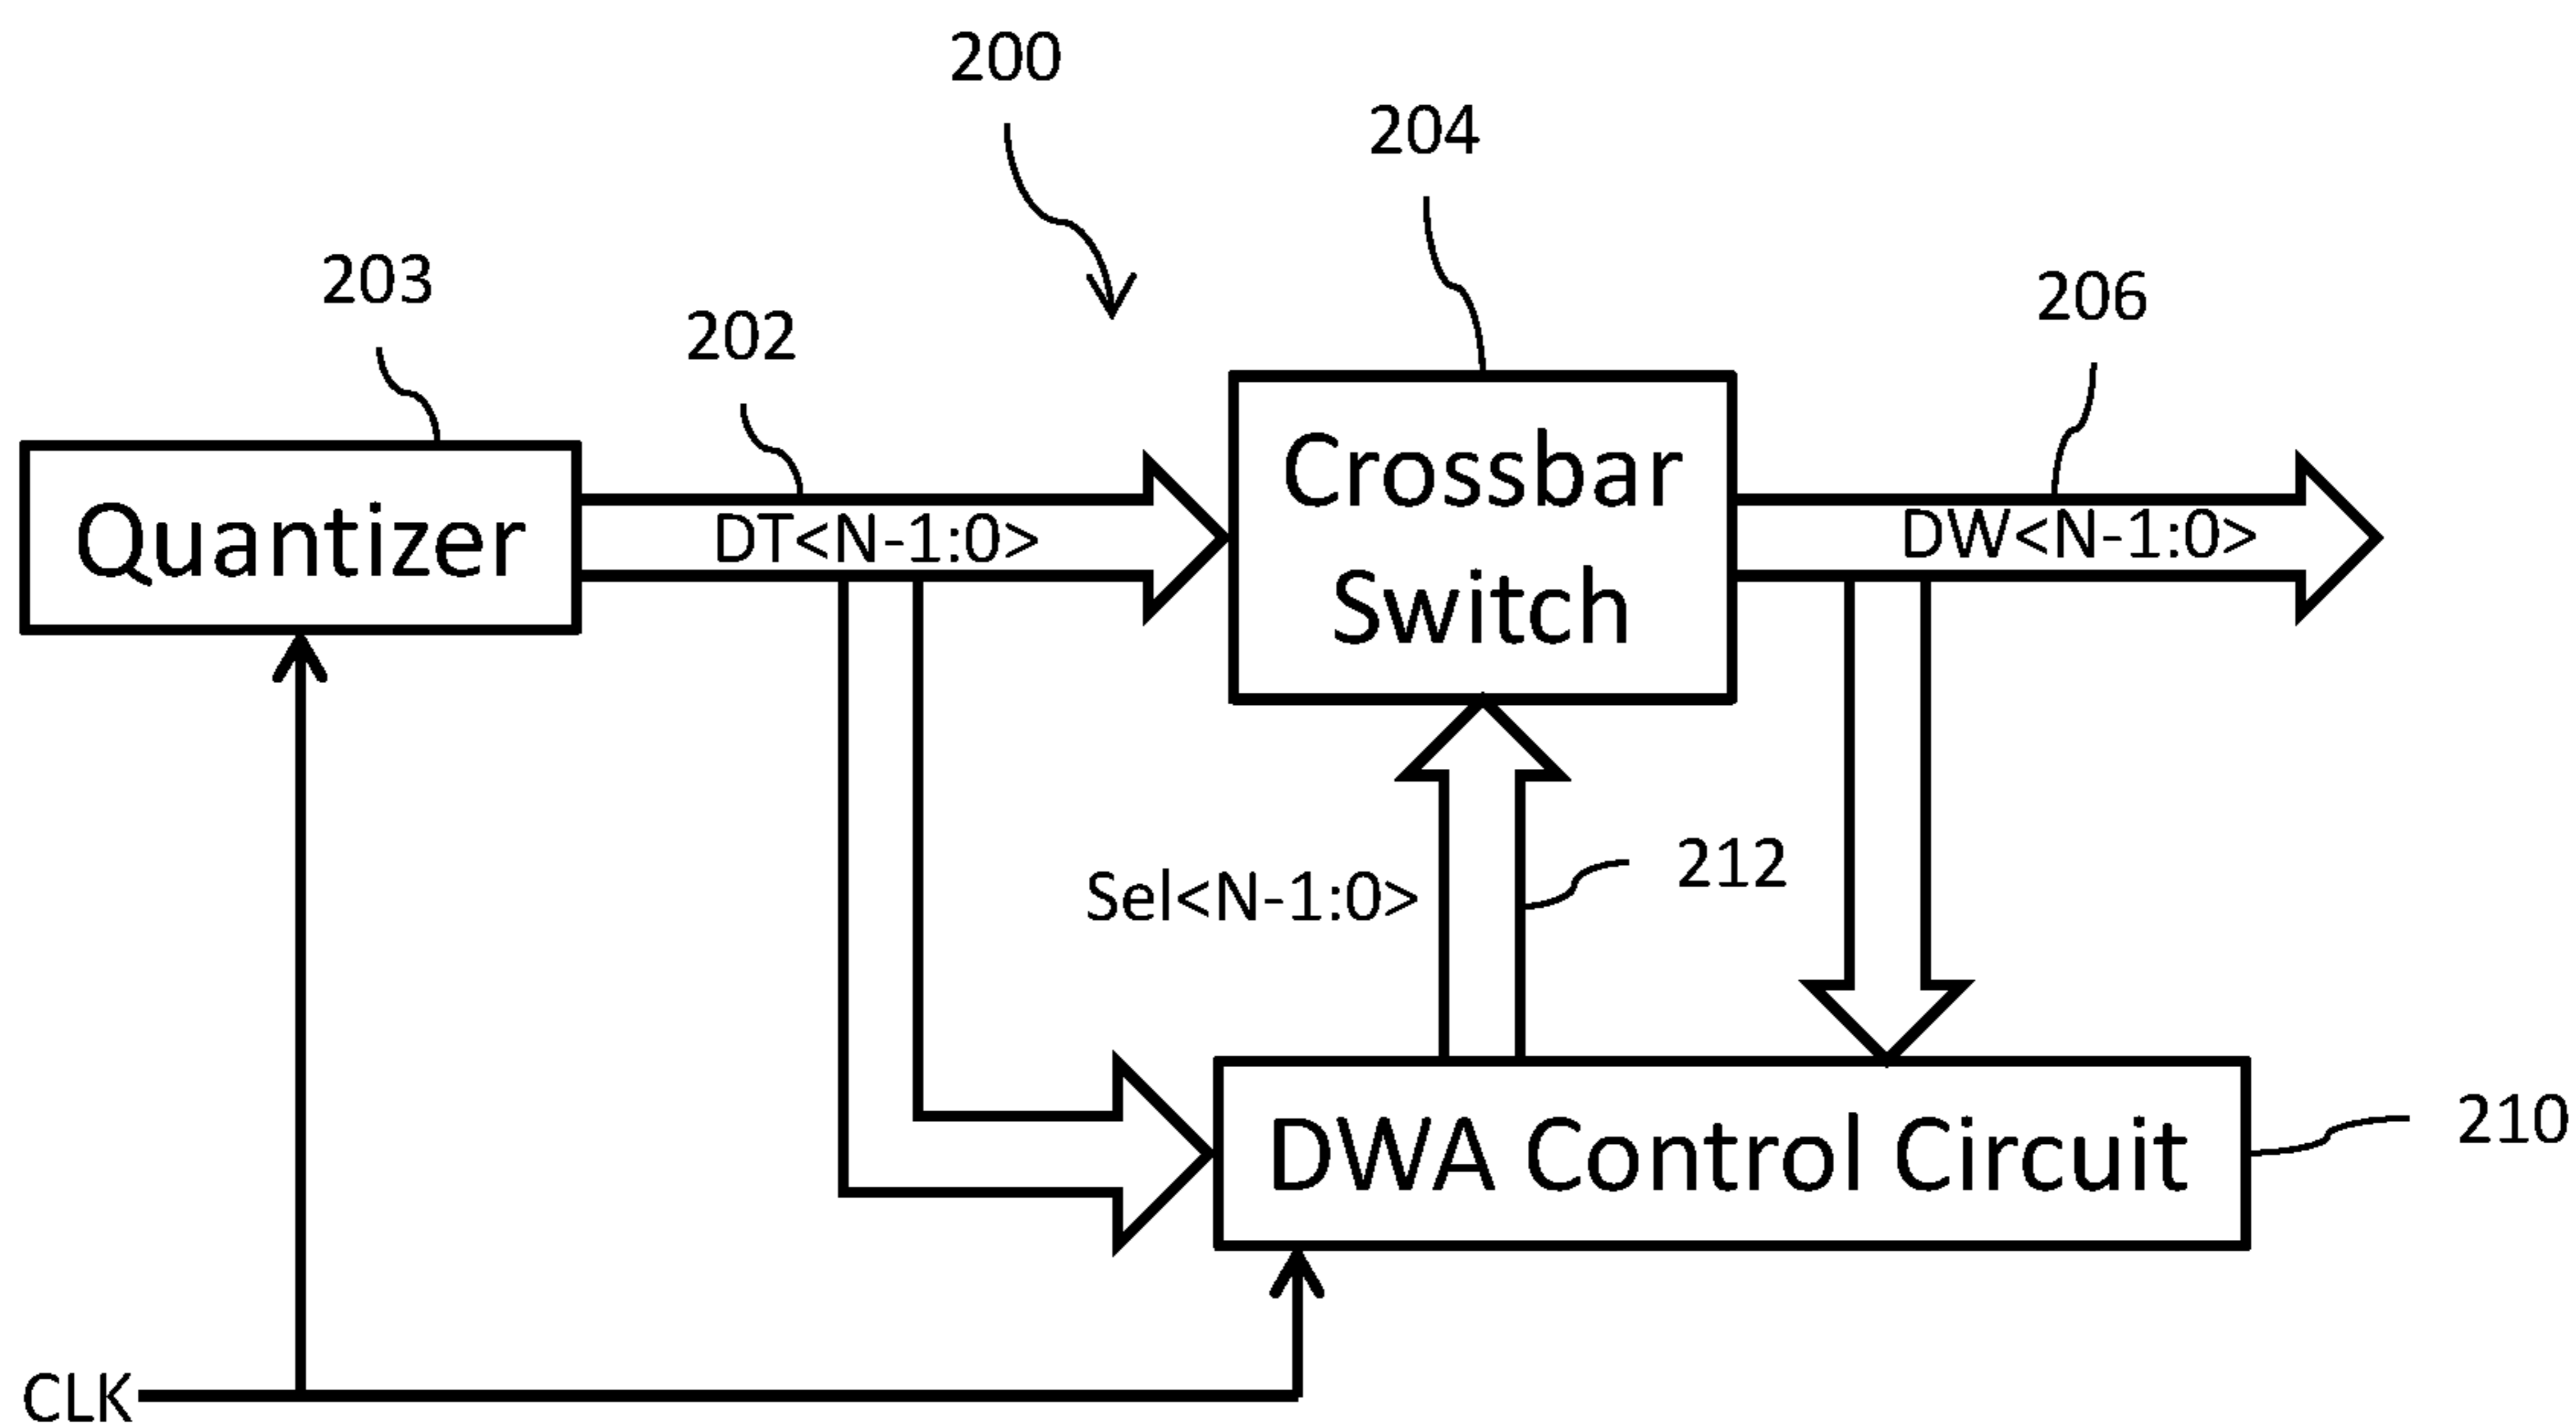 200
204
203
206
202
Quantizer
DT<N-1:0>
Crossbar
Switch
DW<N-1:0>
Sel<N-1:0>
212
DWA Control Circuit
210
CLK